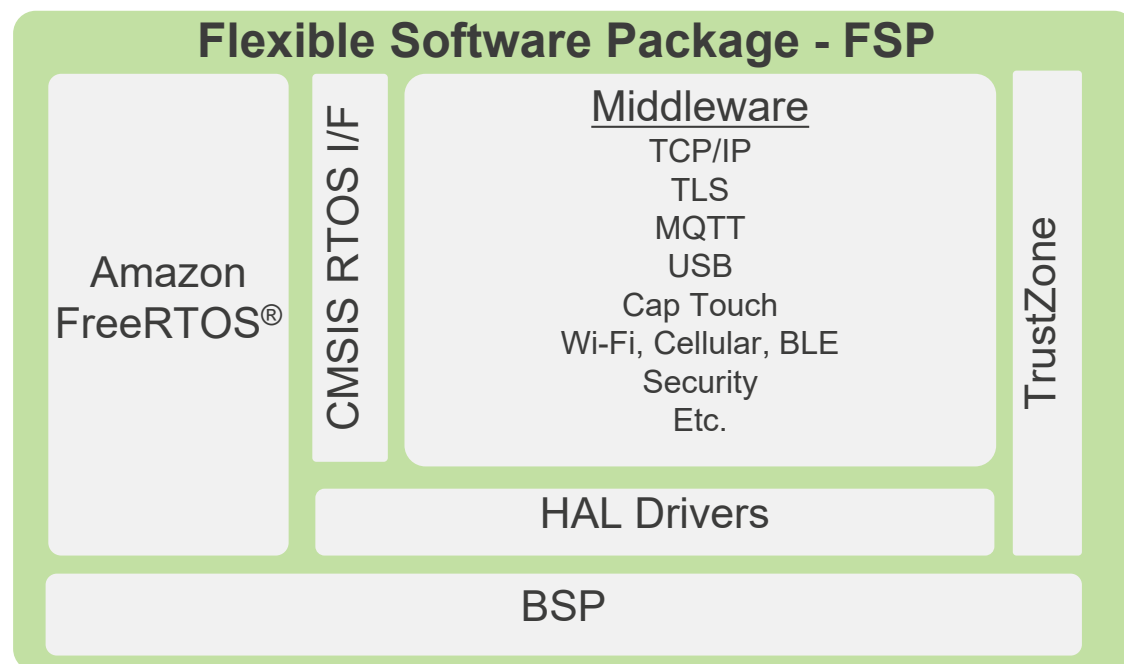 Flexible Software Package - FSP
Amazon
FreeRTOS®
CMSIS RTOS I/F
Middleware
TCP/IP
TLS
MQTT
USB
Cap Touch
Wi-Fi, Cellular, BLE
Security
Etc.
TrustZone
HAL Drivers
BSP